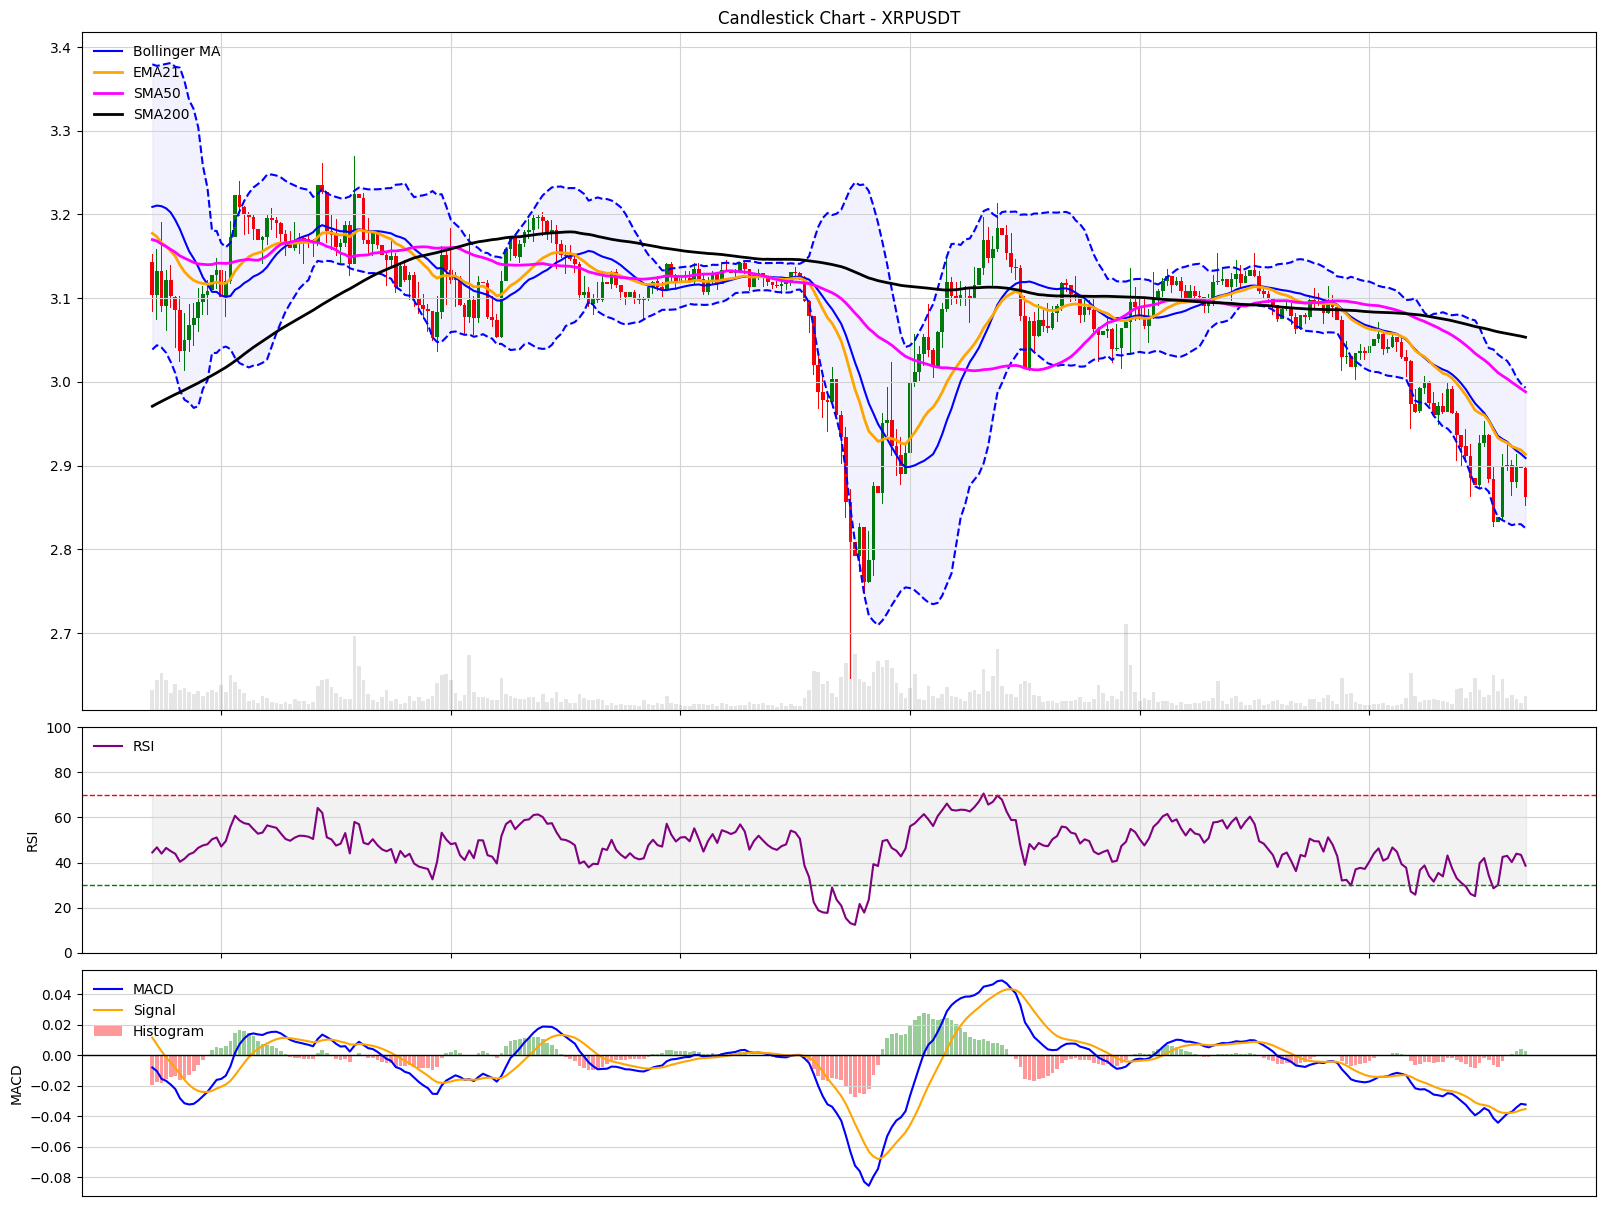 Candlestick Chart - XRPUSDT
Bollinger MA
EMA21
SMA50
SMA200
3.4
3.3
3.2
3.1
3.0
2.9
2.8
2.7
RSI
100
80
60
40
20
0
RSI
MACD
Signal
Histogram
0.04
0.02
0.00
−0.02
−0.04
−0.06
−0.08
MACD